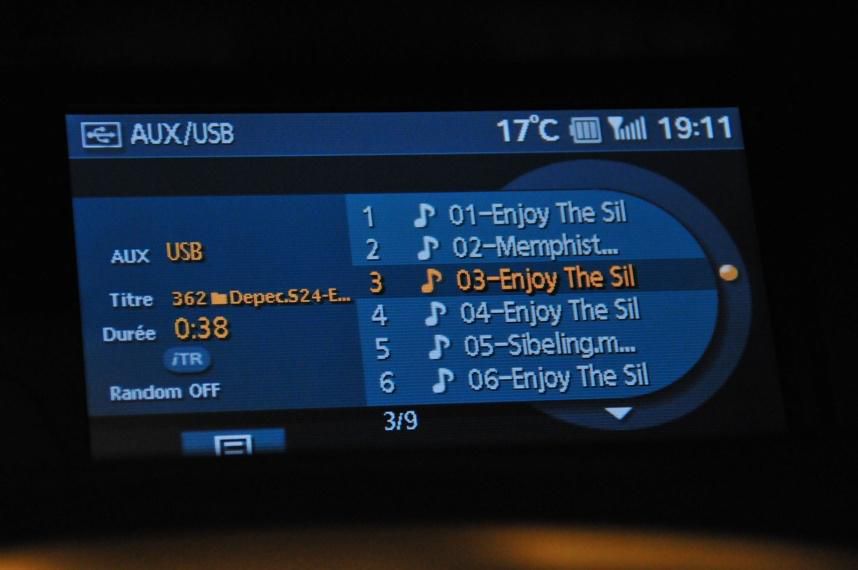 AUX/USB 17°C 19:11
1 01-Enjoy The Sil
2 02-Memphist...
3 03-Enjoy The Sil
4 04-Enjoy The Sil
5 05-Sibeling.m...
6 06-Enjoy The Sil
AUX USB
Titre 362 Depec.S24-E...
Durée 0:38
iTR
Random OFF
3/9